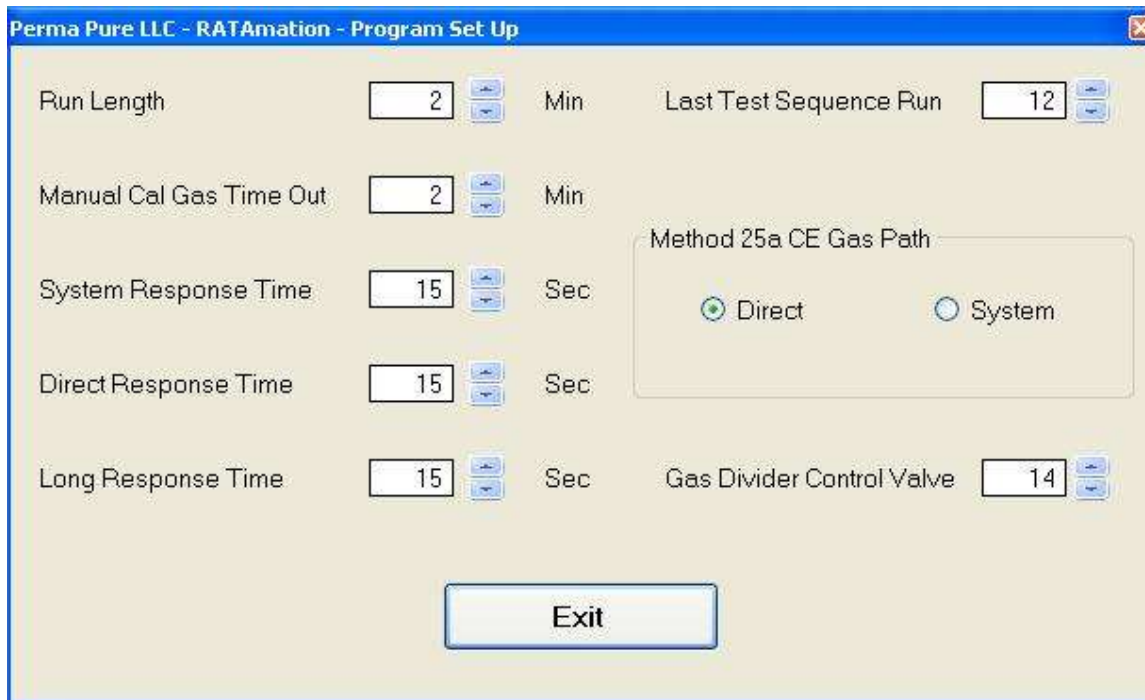 Perma Pure LLC - RATAmation - Program Set Up
Run Length 2 Min Last Test Sequence Run 12
Manual Cal Gas Time Out 2 Min
Method 25a CE Gas Path
System Response Time 15 Sec
Direct System
Direct Response Time 15 Sec
Long Response Time 15 Sec Gas Divider Control Valve 14
Exit